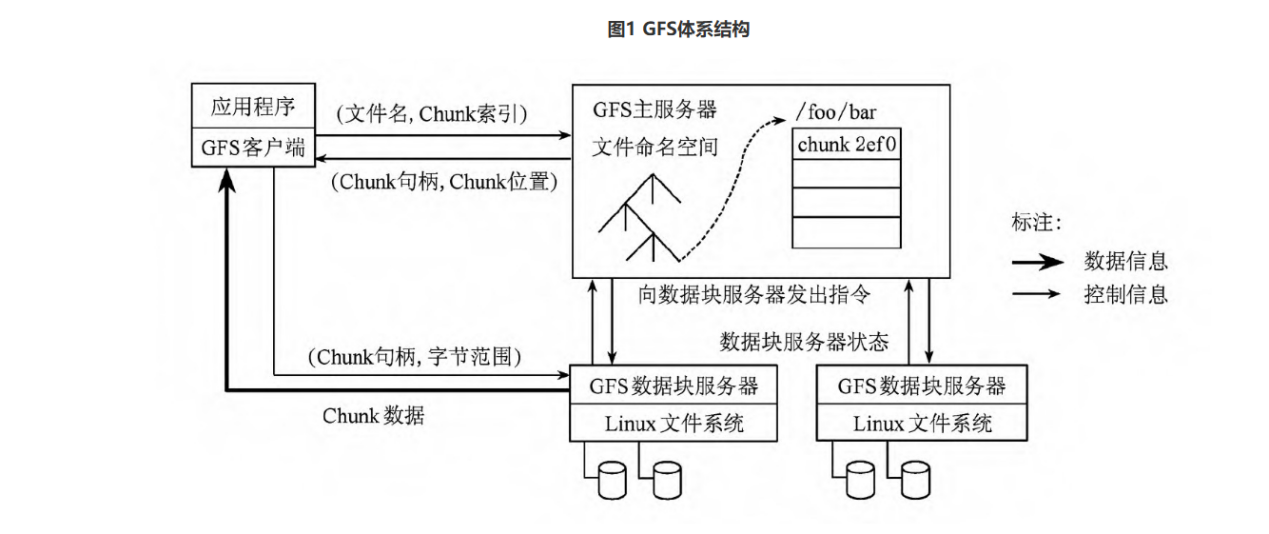 图1 GFS体系结构
应用程序
GFS客户端
(文件名, Chunk索引)
(Chunk句柄, Chunk位置)
GFS主服务器
文件命名空间
/foo/bar
chunk 2ef0
标注：
数据信息
控制信息
向数据块服务器发出指令
数据块服务器状态
(Chunk句柄, 字节范围)
Chunk 数据
GFS数据块服务器
Linux 文件系统
GFS数据块服务器
Linux 文件系统